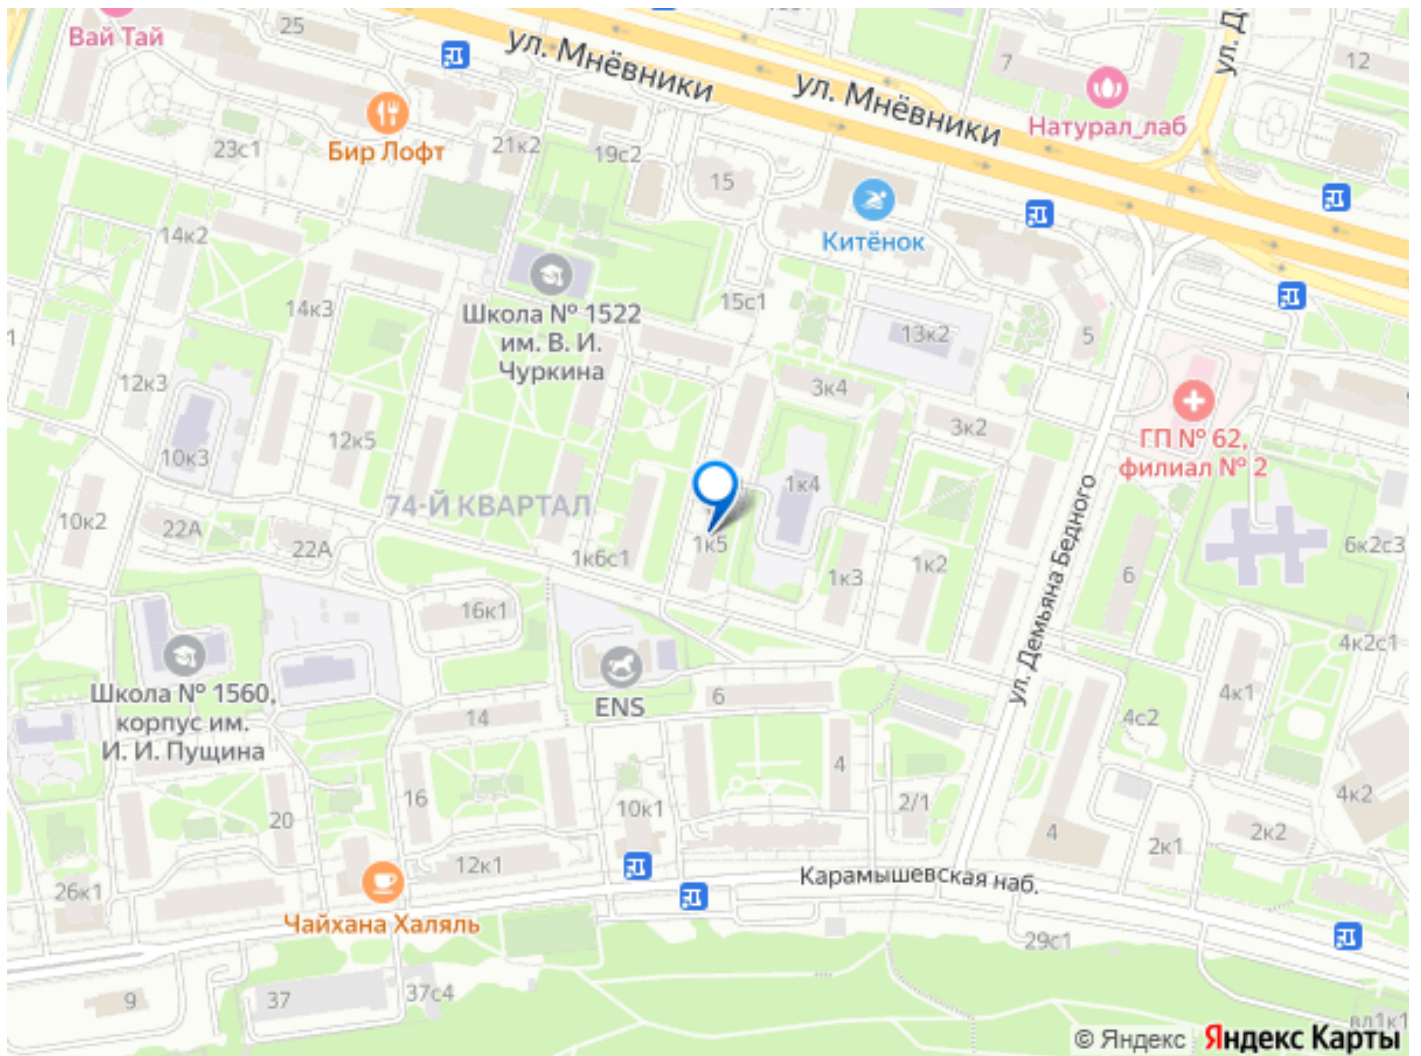 Вай Тай
25
ул. Мнёвники
ул. Мнёвники
7
12
Натурал_лаб
Бир Лофт
23с1
21к2
19с2
15
Китёнок
14к2
14к3
15с1
Школа № 1522
им. В. И.
Чуркина
13к2
5
1
12к3
3к4
3к2
ГП № 62,
филиал № 2
12к5
10к3
74-Й КВАРТАЛ
1к4
10к2
22А
22А
1к6с1
1к5
1к3
1к2
ул. Демьяна Бедного
6
6к2с3
16к1
4к2с1
Школа № 1560,
корпус им.
И. И. Пущина
ENS
6
14
4к1
4с2
4
16
10к1
2/1
4к2
20
4
2к1
2к2
12к1
26к1
Карамышевская наб.
Чайхана Халяль
29с1
9
37
37с4
вл1к1
© Яндекс Яндекс Карты